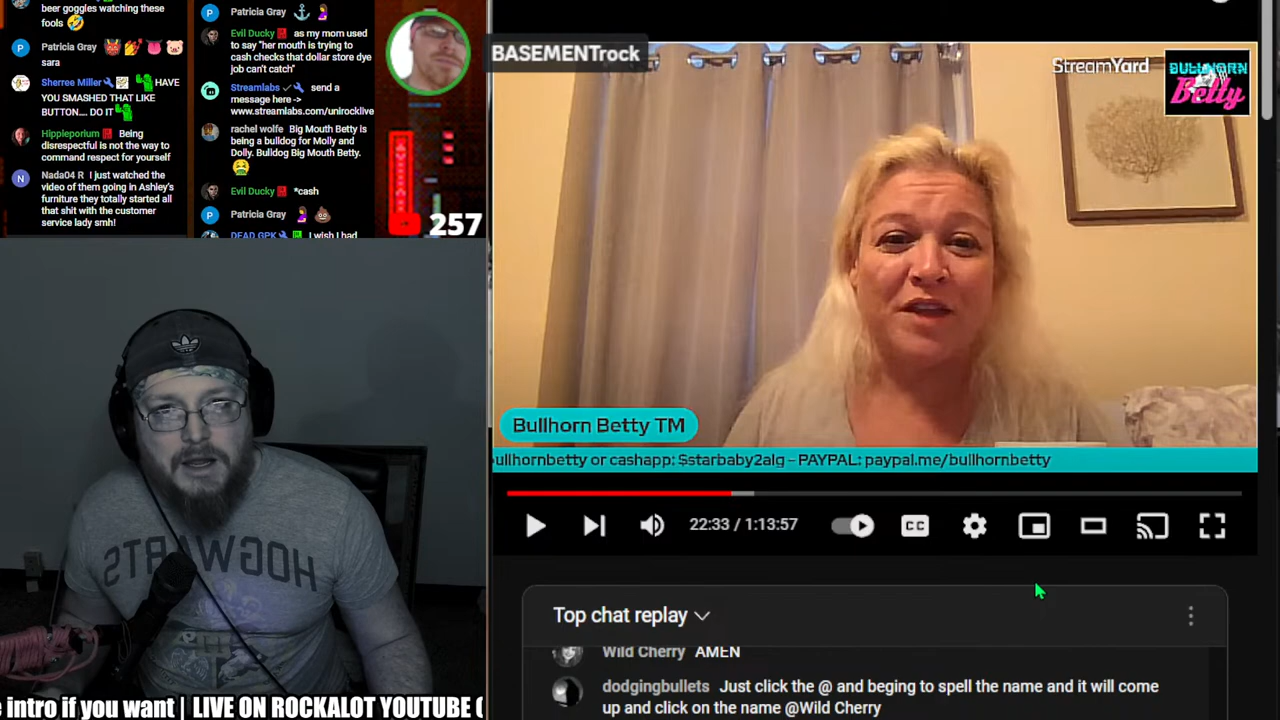 beer goggles watching these
fools
Patricia Gray
sara
Sherree Miller HAVE
YOU SMASHED THAT LIKE
BUTTON.... DO IT
Hippleporium Being
disrespectful is not the way to
command respect for yourself
Nada04 R I just watched the
video of them going in Ashley's
furniture they totally started all
that shit with the customer
service lady smh!
Patricia Gray
Evil Ducky as my mom used
to say "her mouth is trying to
cash checks that dollar store dye
job can't catch"
Streamlabs send a
message here ->
www.streamlabs.com/unirocklive
rachel wolfe Big Mouth Betty is
being a bulldog for Molly and
Dolly. Bulldog Big Mouth Betty.
Evil Ducky *cash
Patricia Gray
DEAD GPK I wish I had
257
BASEMENTrock
StreamYard
BULLHORN
Betty
HOGWARTS
Bullhorn Betty TM
ullhornbetty or cashapp: $starbaby2alg - PAYPAL: paypal.me/bullhornbetty
22:33 / 1:13:57
CC
Top chat replay
Wild Cherry AMEN
dodgingbullets Just click the @ and beging to spell the name and it will come
up and click on the name @Wild Cherry
intro if you want | LIVE ON ROCKALOT YOUTUBE